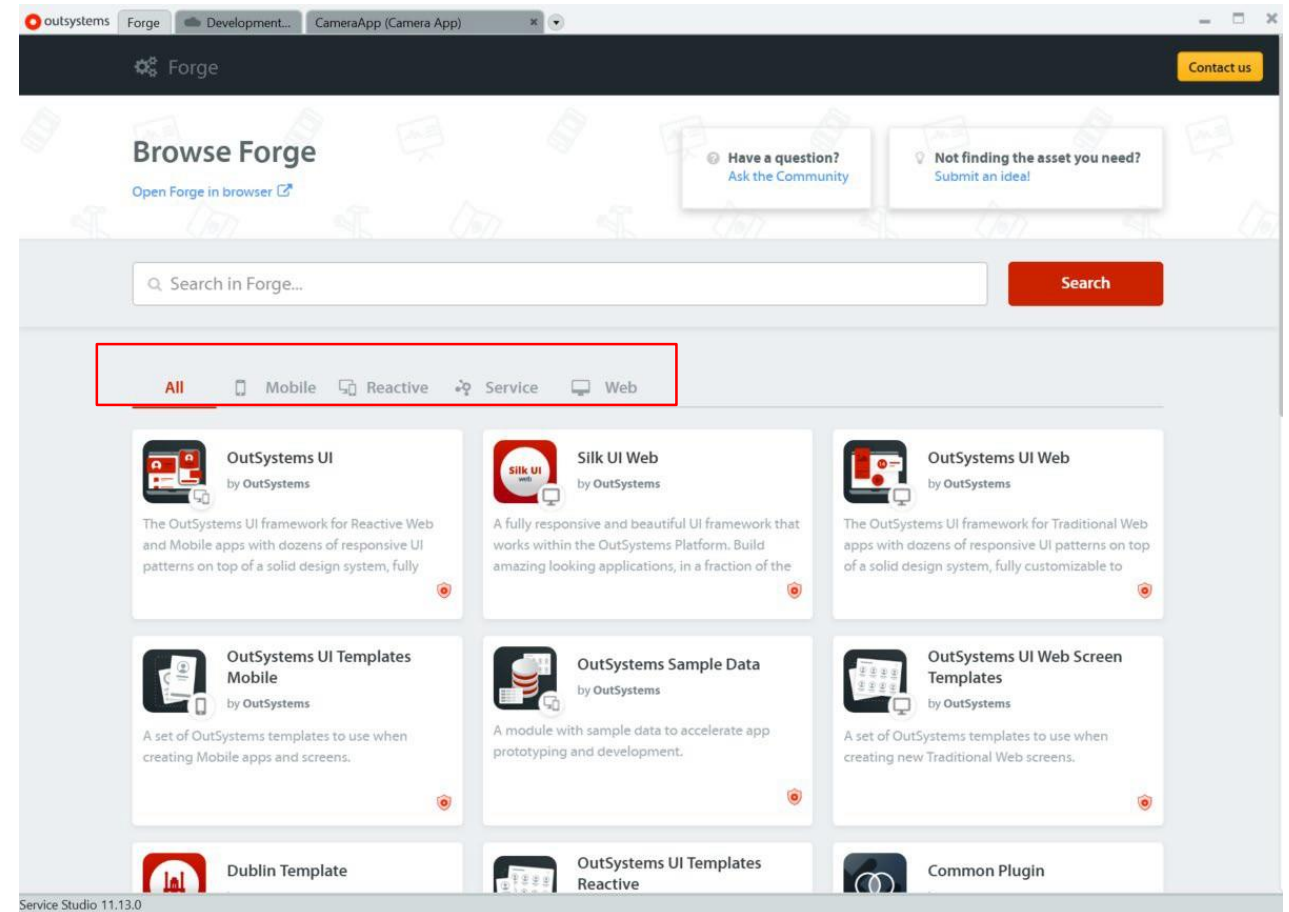 outsystems Forge Development... CameraApp (Camera App)
Forge
Contact us
Browse Forge
Open Forge in browser
Have a question?
Ask the Community
Not finding the asset you need?
Submit an idea!
Search in Forge...
Search
All Mobile Reactive Service Web
OutSystems UI
by OutSystems
The OutSystems UI framework for Reactive Web
and Mobile apps with dozens of responsive UI
patterns on top of a solid design system, fully
Silk UI
web
Silk UI Web
by OutSystems
A fully responsive and beautiful UI framework that
works within the OutSystems Platform. Build
amazing looking applications, in a fraction of the
OutSystems UI Web
by OutSystems
The OutSystems UI framework for Traditional Web
apps with dozens of responsive UI patterns on top
of a solid design system, fully customizable to
OutSystems UI Templates
Mobile
by OutSystems
A set of OutSystems templates to use when
creating Mobile apps and screens.
OutSystems Sample Data
by OutSystems
A module with sample data to accelerate app
prototyping and development.
OutSystems UI Web Screen
Templates
by OutSystems
A set of OutSystems templates to use when
creating new Traditional Web screens.
Dublin Template
OutSystems UI Templates
Reactive
Common Plugin
Service Studio 11.13.0